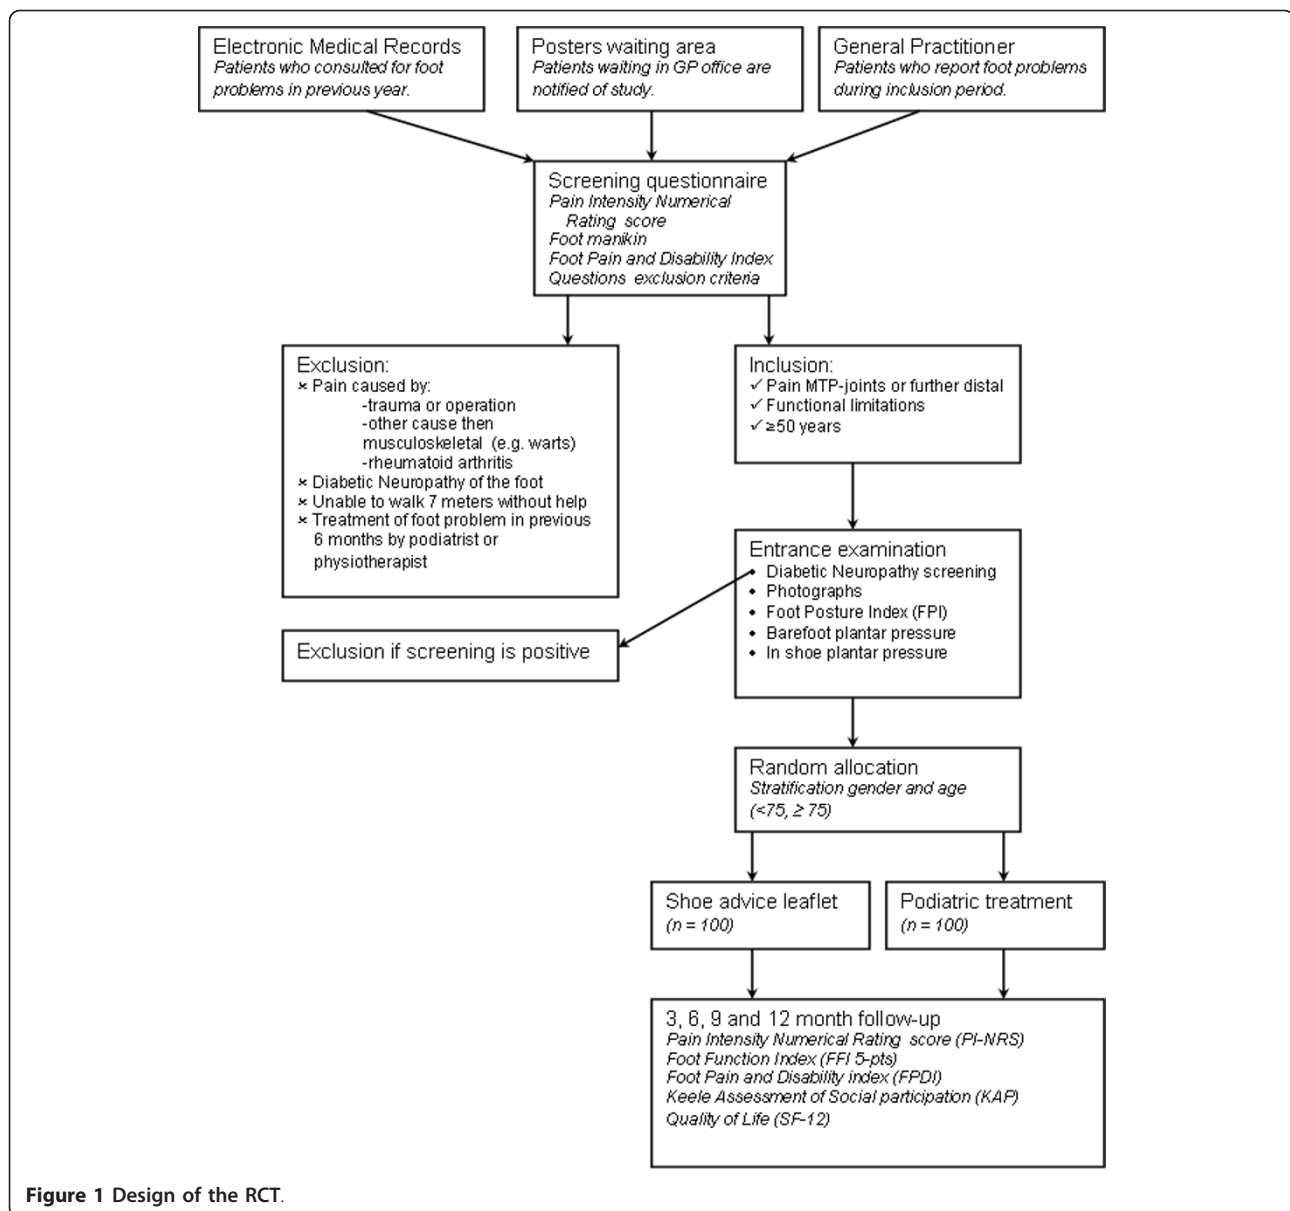 Electronic Medical Records
Patients who consulted for foot
problems in previous year.
Posters waiting area
Patients waiting in GP office are
notified of study.
General Practitioner
Patients who report foot problems
during inclusion period.
Screening questionnaire
Pain Intensity Numerical
Rating score
Foot manikin
Foot Pain and Disability Index
Questions exclusion criteria
Exclusion:
× Pain caused by:
-trauma or operation
-other cause then
musculoskeletal (e.g. warts)
-rheumatoid arthritis
× Diabetic Neuropathy of the foot
× Unable to walk 7 meters without help
× Treatment of foot problem in previous
6 months by podiatrist or
physiotherapist
Inclusion:
✓ Pain MTP-joints or further distal
✓ Functional limitations
✓ ≥50 years
Entrance examination
• Diabetic Neuropathy screening
• Photographs
• Foot Posture Index (FPI)
• Barefoot plantar pressure
• In shoe plantar pressure
Exclusion if screening is positive
Random allocation
Stratification gender and age
(<75, ≥ 75)
Shoe advice leaflet
(n = 100)
Podiatric treatment
(n = 100)
3, 6, 9 and 12 month follow-up
Pain Intensity Numerical Rating score (PI-NRS)
Foot Function Index (FFI 5-pts)
Foot Pain and Disability index (FPDI)
Keele Assessment of Social participation (KAP)
Quality of Life (SF-12)
Figure 1 Design of the RCT.